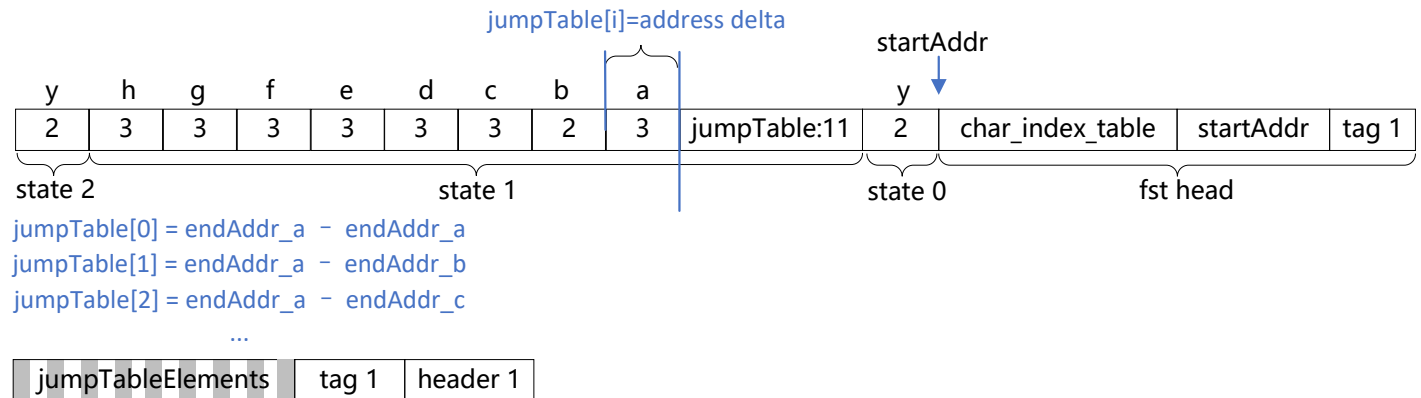 jumpTable[i]=address delta
startAddr
y h g f e d c b a y
2 3 3 3 3 3 3 2 3 jumpTable:11 2 char_index_table startAddr tag 1
state 2 state 1 state 0 fst head
jumpTable[0] = endAddr_a － endAddr_a
jumpTable[1] = endAddr_a － endAddr_b
jumpTable[2] = endAddr_a － endAddr_c
...
jumpTableElements tag 1 header 1